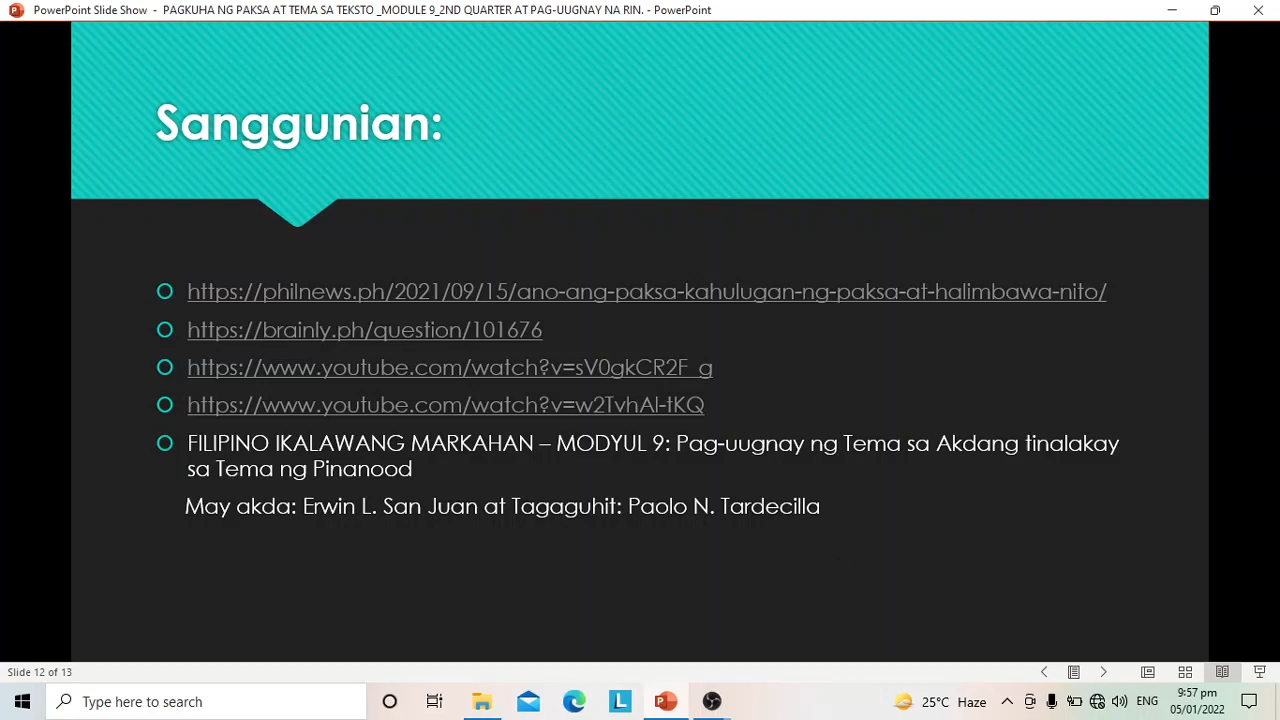 PowerPoint Slide Show - PAGKUHA NG PAKSA AT TEMA SA TEKSTO _MODULE 9_2ND QUARTER AT PAG-UUGNAY NA RIN. - PowerPoint
Sanggunian:
https://philnews.ph/2021/09/15/ano-ang-paksa-kahulugan-ng-paksa-at-halimbawa-nito/
https://brainly.ph/question/101676
https://www.youtube.com/watch?v=sV0gkCR2F_g
https://www.youtube.com/watch?v=w2TvhAl-tKQ
FILIPINO IKALAWANG MARKAHAN – MODYUL 9: Pag-uugnay ng Tema sa Akdang tinalakay
sa Tema ng Pinanood
May akda: Erwin L. San Juan at Tagaguhit: Paolo N. Tardecilla
Slide 12 of 13
Type here to search
L
25°C Haze
ENG
9:57 pm
05/01/2022